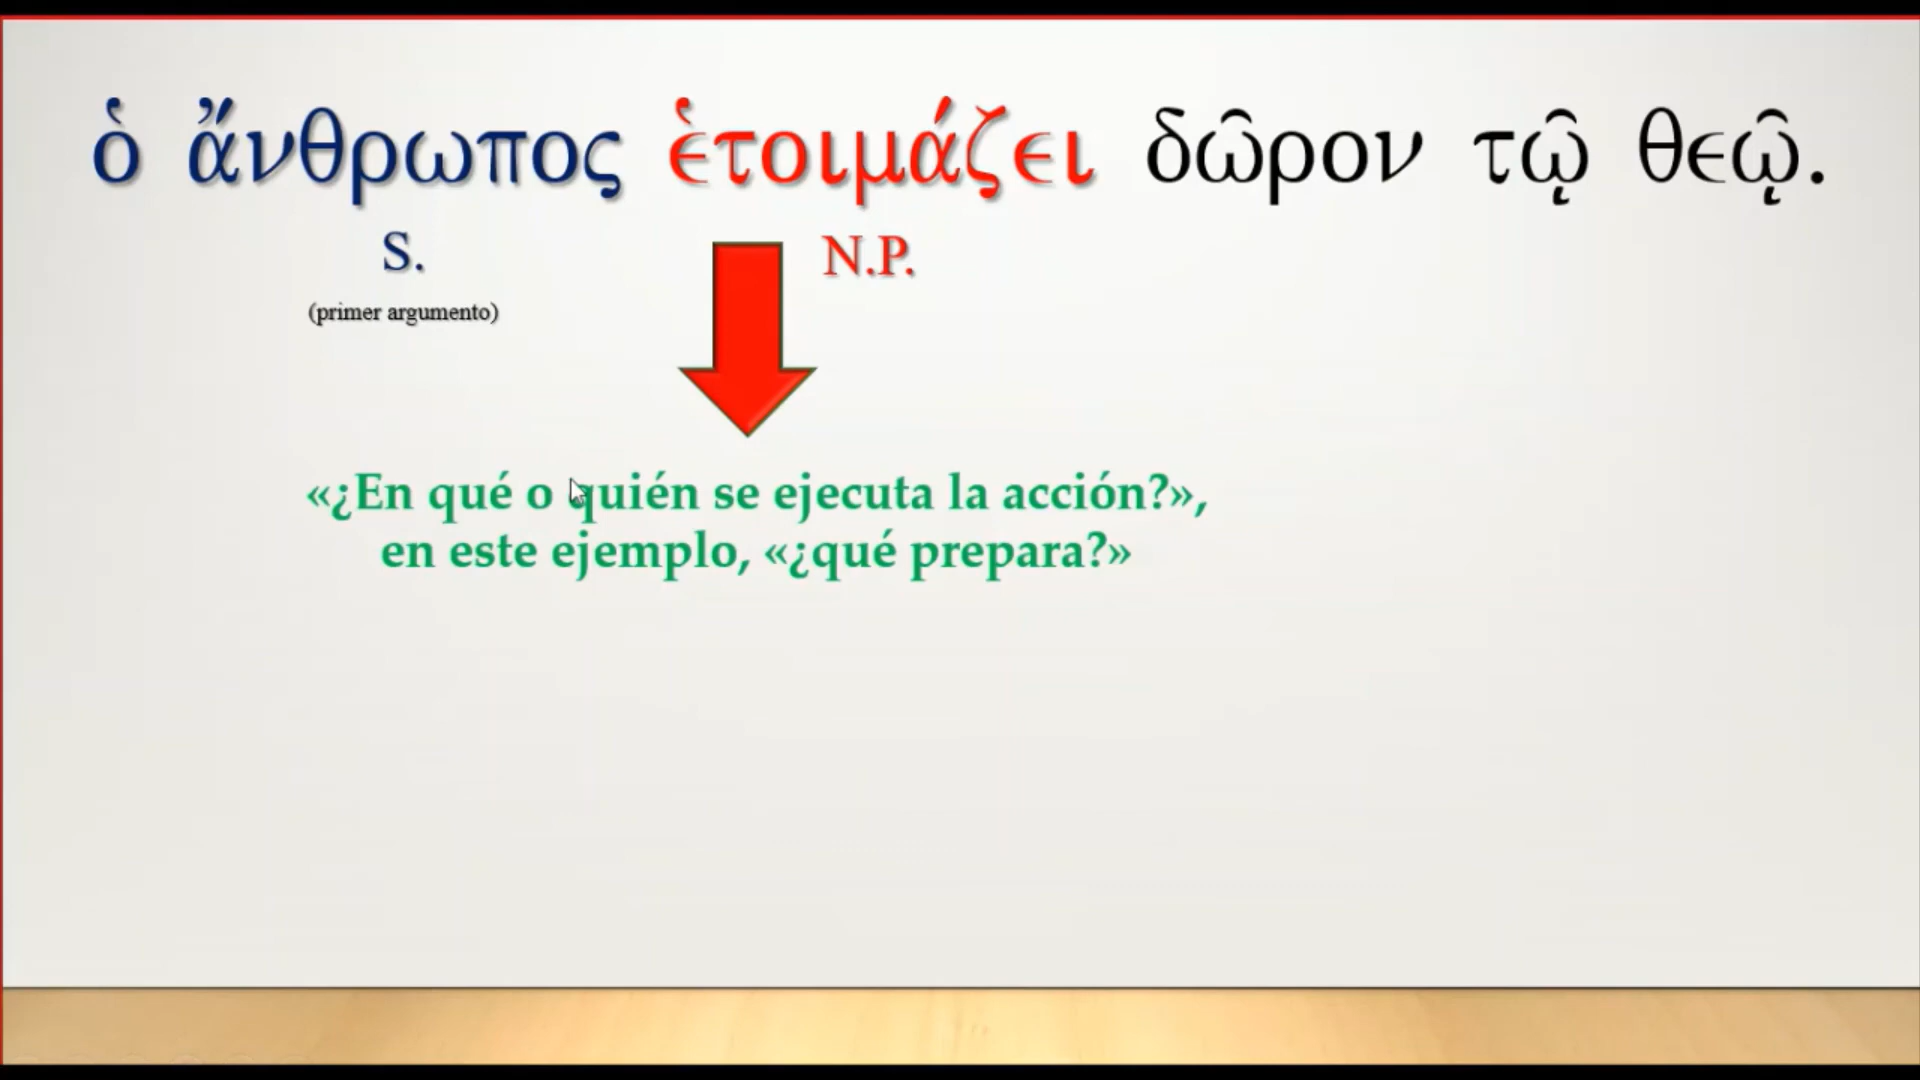 ὁ ἄνθρωπος ἑτοιμάζει δῶρον τῷ θεῷ.
S. N.P.
(primer argumento)
«¿En qué o quién se ejecuta la acción?»,
en este ejemplo, «¿qué prepara?»